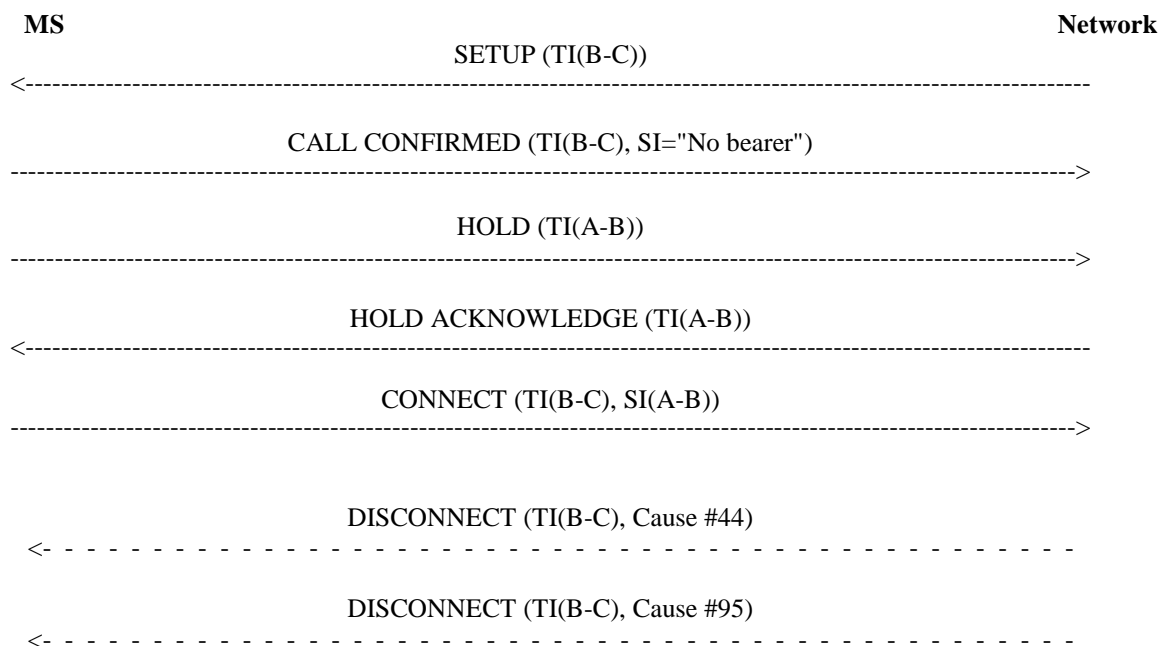 MS Network
SETUP (TI(B-C))
CALL CONFIRMED (TI(B-C), SI="No bearer")
HOLD (TI(A-B))
HOLD ACKNOWLEDGE (TI(A-B))
CONNECT (TI(B-C), SI(A-B))
DISCONNECT (TI(B-C), Cause #44)
DISCONNECT (TI(B-C), Cause #95)